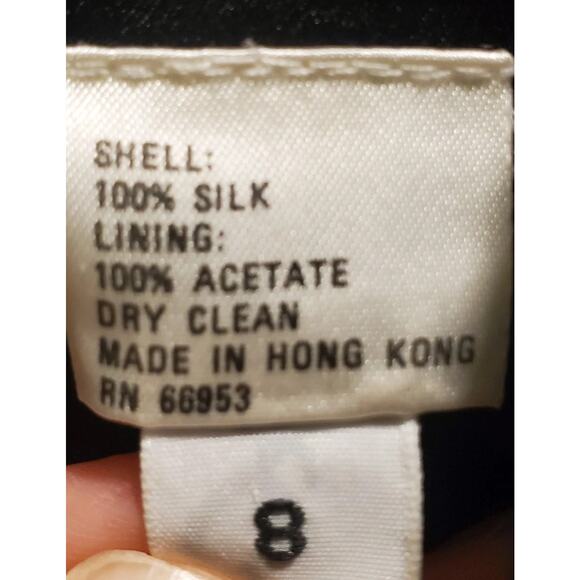 SHELL:
100% SILK
LINING:
100% ACETATE
DRY CLEAN
MADE IN HONG KONG
RN 66953
8